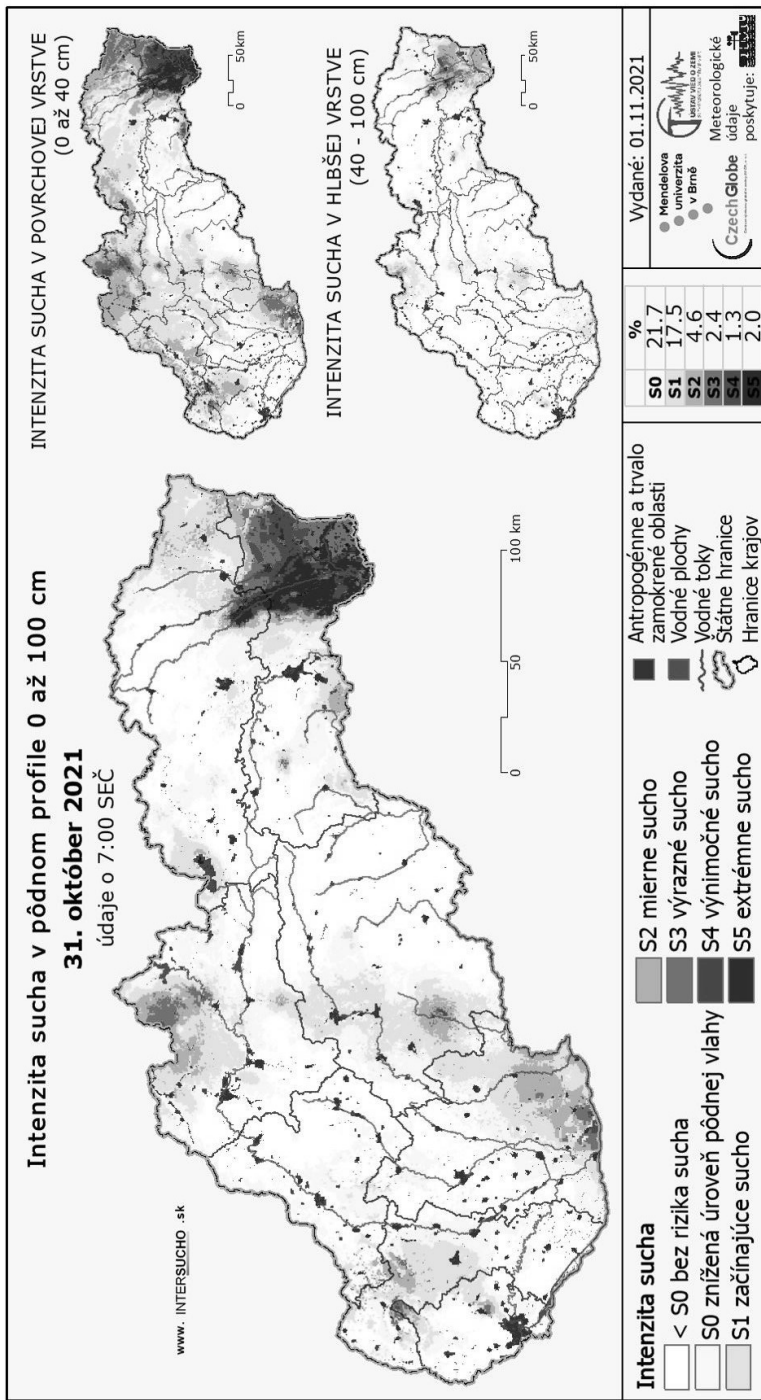 Intenzita sucha v pôdnom profile 0 až 100 cm
31. október 2021
údaje o 7:00 SEČ
www. INTERSUCHO .sk
0 50 100 km
INTENZITA SUCHA V POVRCHOVEJ VRSTVE
(0 až 40 cm)
0 50km
INTENZITA SUCHA V HLBŠEJ VRSTVE
(40 - 100 cm)
0 50km
Intenzita sucha
< S0 bez rizika sucha
S0 znížená úroveň pôdnej vlahy
S1 začínajúce sucho
S2 mierne sucho
S3 výrazné sucho
S4 výnimočné sucho
S5 extrémne sucho
Antropogénne a trvalo
zamokrené oblasti
Vodné plochy
Vodné toky
Štátne hranice
Hranice krajov
%
S0 21.7
S1 17.5
S2 4.6
S3 2.4
S4 1.3
S5 2.0
Vydané: 01.11.2021
Mendelova
univerzita
v Brně
ÚSTAV VIED O ZEMI
CzechGlobe
Meteorologické
údaje
poskytuje:
SHMÚ